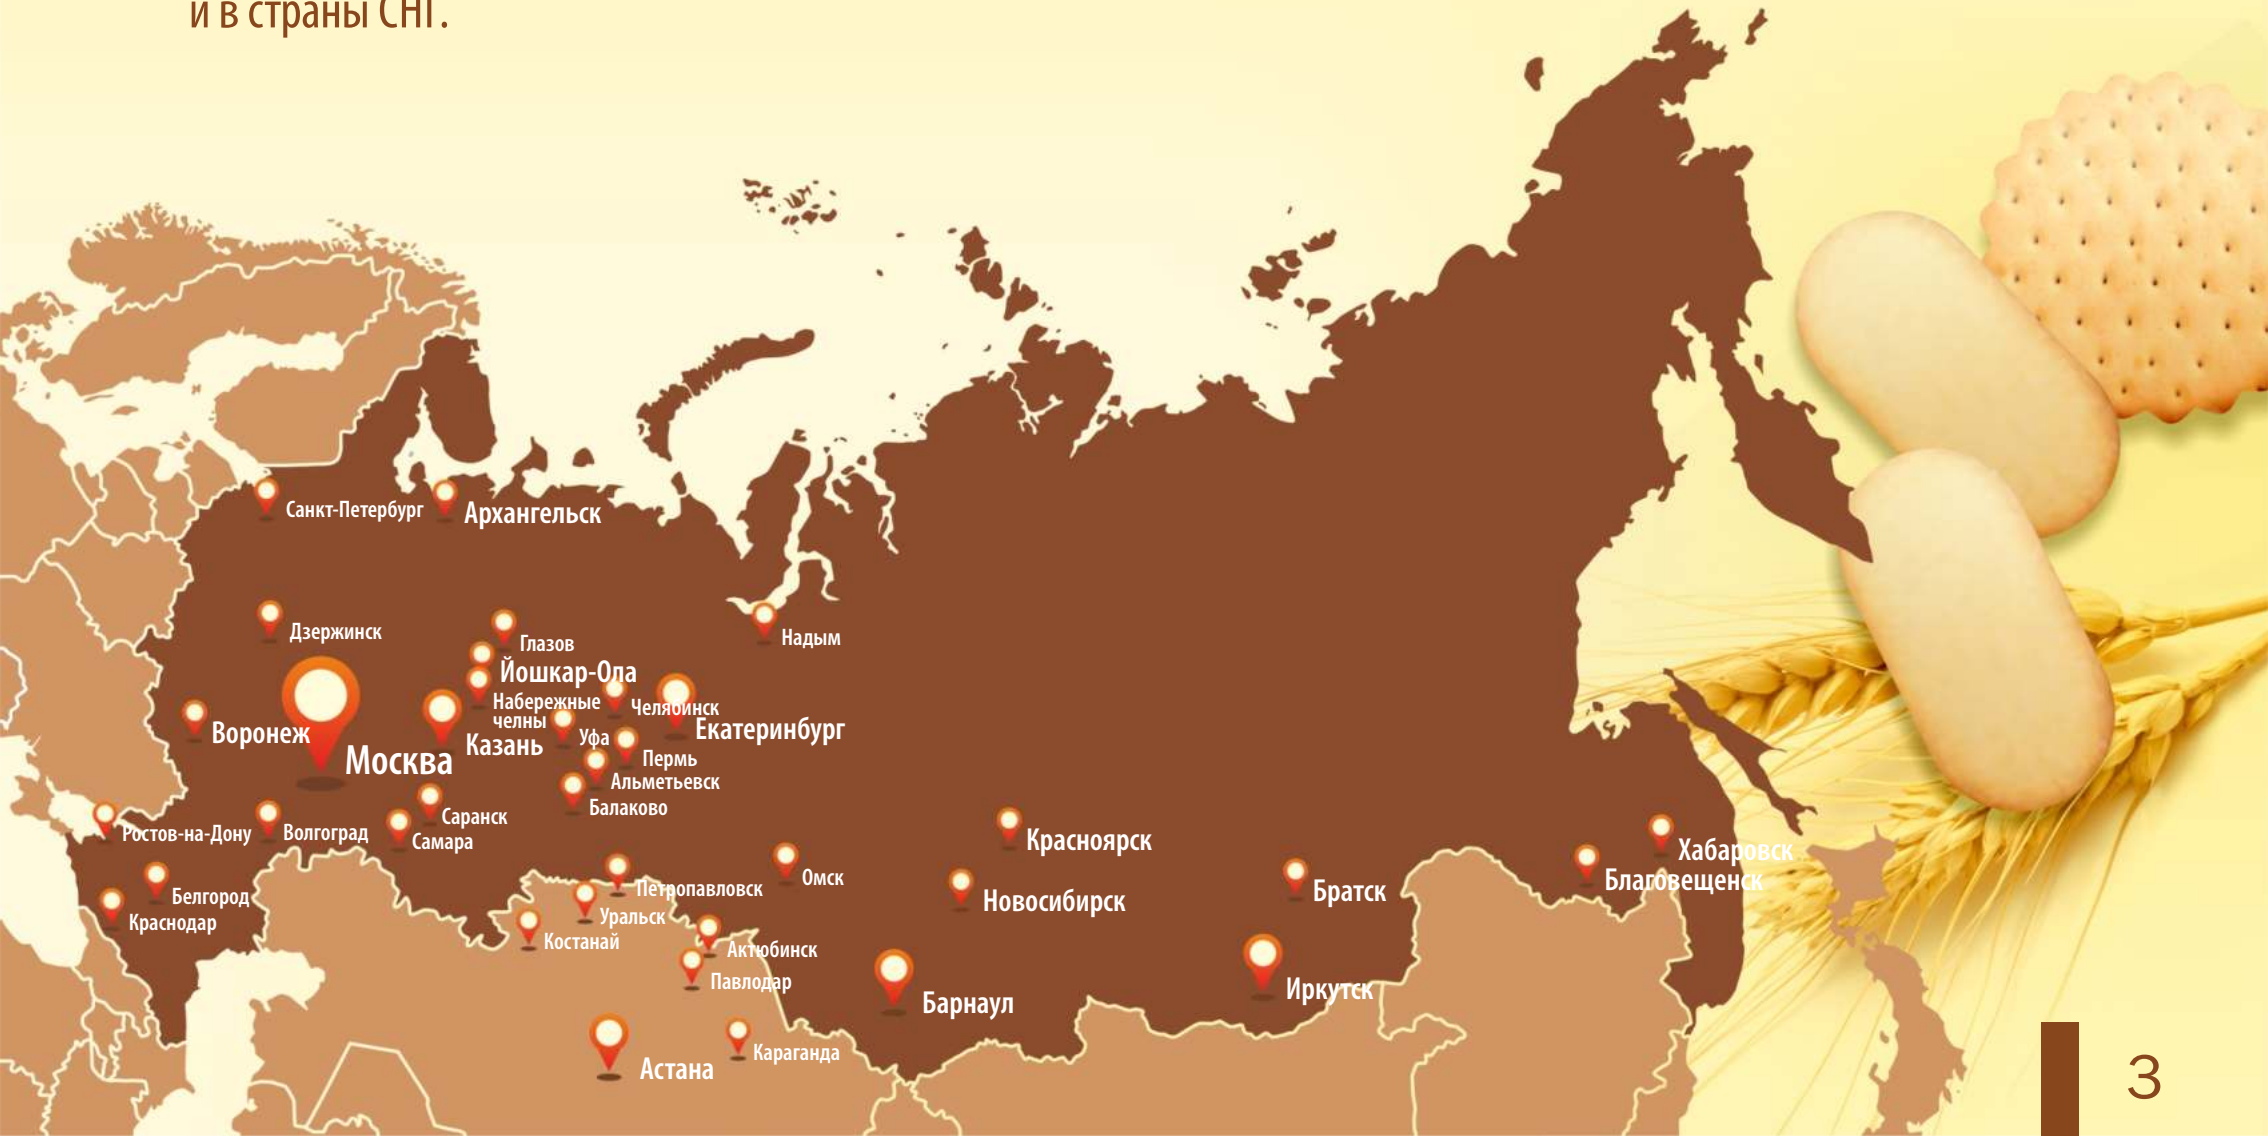 и в страны СНГ.
Санкт-Петербург
Архангельск
Дзержинск
Глазов
Надым
Йошкар-Ола
Набережные
челны
Челябинск
Екатеринбург
Воронеж
Казань
Уфа
Москва
Пермь
Альметьевск
Балаково
Саранск
Ростов-на-Дону
Волгоград
Самара
Красноярск
Хабаровск
Омск
Петропавловск
Благовещенск
Братск
Белгород
Новосибирск
Уральск
Краснодар
Костанай
Актюбинск
Павлодар
Иркутск
Барнаул
Караганда
Астана
3